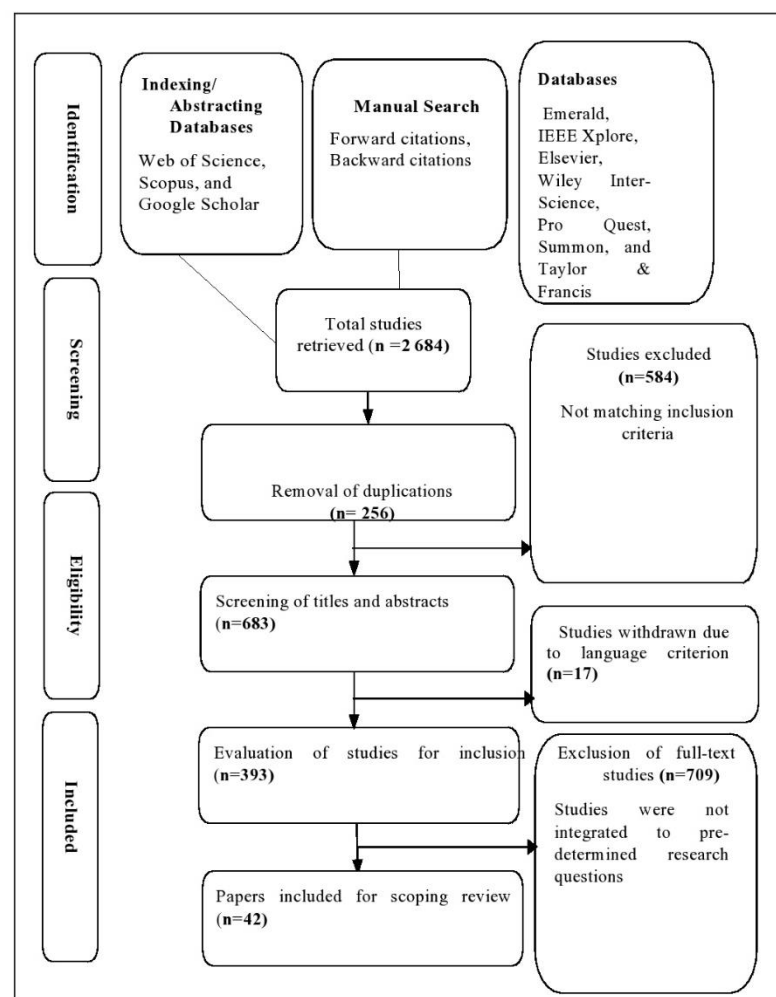 Identification
Indexing/
Abstracting
Databases
Web of Science,
Scopus, and
Google Scholar
Manual Search
Forward citations,
Backward citations
Databases
Emerald,
IEEE Xplore,
Elsevier,
Wiley Inter-
Science,
Pro Quest,
Summon, and
Taylor &
Francis
Screening
Total studies
retrieved (n =2 684)
Studies excluded
(n=584)
Not matching inclusion
criteria
Removal of duplications
(n= 256)
Eligibility
Screening of titles and abstracts
(n=683)
Studies withdrawn due
to language criterion
(n=17)
Included
Evaluation of studies for inclusion
(n=393)
Exclusion of full-text
studies (n=709)
Studies were not
integrated to pre-
determined research
questions
Papers included for scoping review
(n=42)